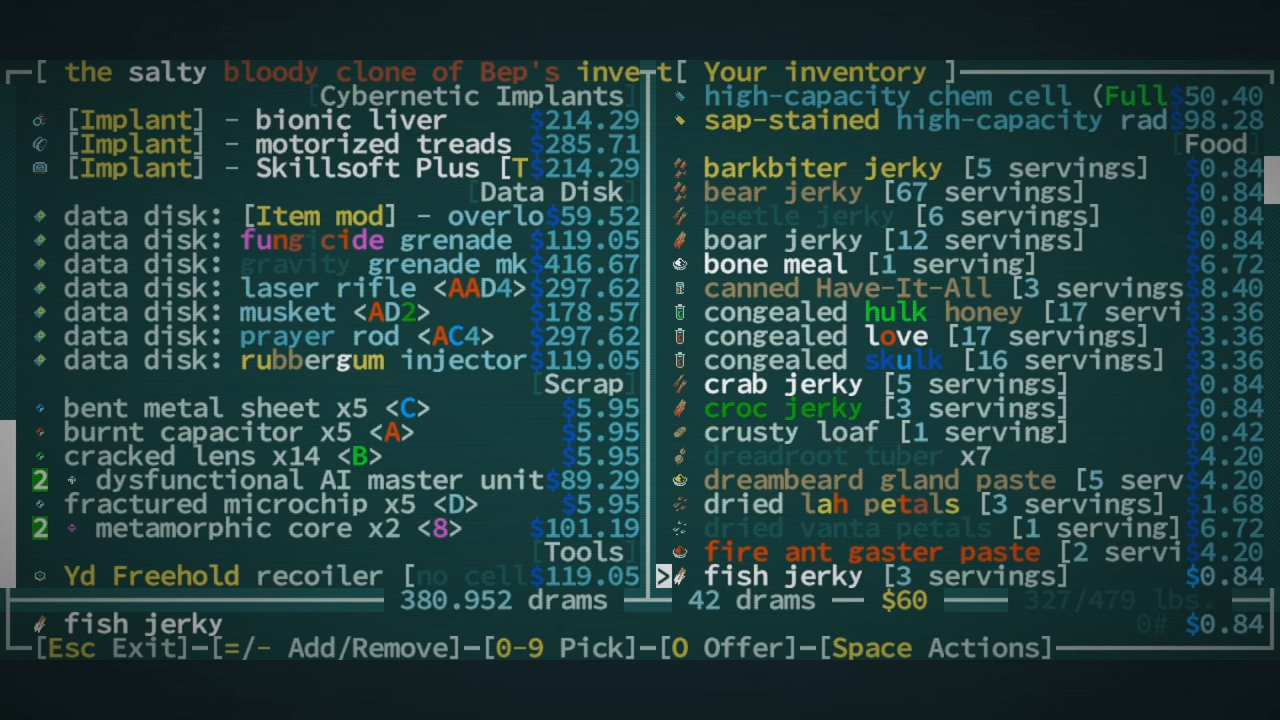 [ the salty bloody clone of Bep's inve
[Cybernetic Implants]
[Implant] - bionic liver $214.29
[Implant] - motorized treads $285.71
[Implant] - Skillsoft Plus [T $214.29
[Data Disk]
data disk: [Item mod] - overlo $59.52
data disk: fungicide grenade $119.05
data disk: gravity grenade mk $416.67
data disk: laser rifle <AAD4> $297.62
data disk: musket <AD2> $178.57
data disk: prayer rod <AC4> $297.62
data disk: rubbergum injector $119.05
[Scrap]
bent metal sheet x5 <C> $5.95
burnt capacitor x5 <A> $5.95
cracked lens x14 <B> $5.95
2 dysfunctional AI master unit $89.29
fractured microchip x5 <D> $5.95
2 metamorphic core x2 <8> $101.19
[Tools]
Yd Freehold recoiler [no cell $119.05
380.952 drams
t[ Your inventory ]
high-capacity chem cell (Full $50.40
sap-stained high-capacity rad $98.28
[Food]
barkbiter jerky [5 servings] $0.84
bear jerky [67 servings] $0.84
beetle jerky [6 servings] $0.84
boar jerky [12 servings] $0.84
bone meal [1 serving] $6.72
canned Have-It-All [3 servings $8.40
congealed hulk honey [17 servi $3.36
congealed love [17 servings] $3.36
congealed skulk [16 servings] $3.36
crab jerky [5 servings] $0.84
croc jerky [3 servings] $0.84
crusty loaf [1 serving] $0.42
dreadroot tuber x7 $4.20
dreambeard gland paste [5 serv $4.20
dried lah petals [3 servings] $1.68
dried vanta petals [1 serving] $6.72
fire ant gaster paste [2 servi $4.20
> fish jerky [3 servings] $0.84
42 drams — $60 327/479 lbs.
fish jerky 0# $0.84
[Esc Exit]—[=/- Add/Remove]—[0-9 Pick]—[O Offer]—[Space Actions]